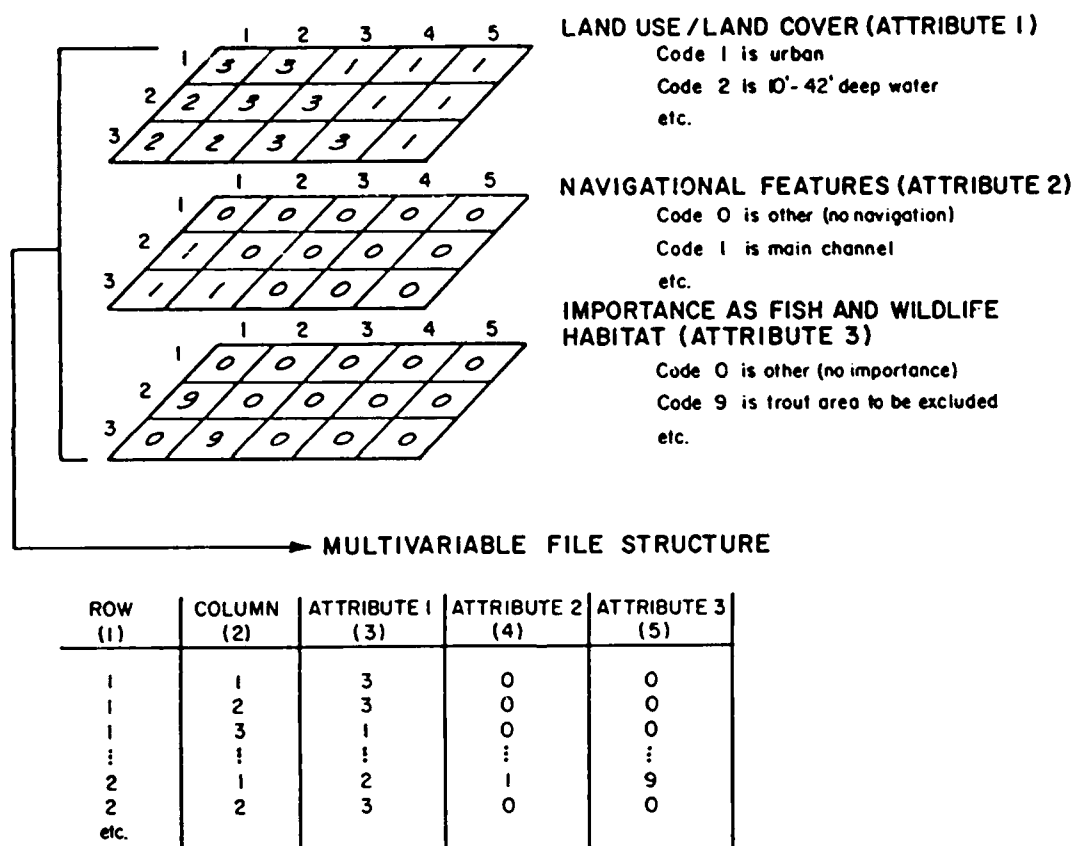 1 2 3 4 5
1 3 3 1 1 1
2 2 3 3 1 1
3 2 2 3 3 1
LAND USE/LAND COVER (ATTRIBUTE 1)
Code 1 is urban
Code 2 is 10'-42' deep water
etc.
1 2 3 4 5
1 0 0 0 0 0
2 1 0 0 0 0
3 1 1 0 0 0
NAVIGATIONAL FEATURES (ATTRIBUTE 2)
Code 0 is other (no navigation)
Code 1 is main channel
etc.
1 2 3 4 5
1 0 0 0 0 0
2 9 0 0 0 0
3 0 9 0 0 0
IMPORTANCE AS FISH AND WILDLIFE
HABITAT (ATTRIBUTE 3)
Code 0 is other (no importance)
Code 9 is trout area to be excluded
etc.
MULTIVARIABLE FILE STRUCTURE
ROW COLUMN ATTRIBUTE 1 ATTRIBUTE 2 ATTRIBUTE 3
(1) (2) (3) (4) (5)
1 1 3 0 0
1 2 3 0 0
1 3 1 0 0
⋮ ⋮ ⋮ ⋮ ⋮
2 1 2 1 9
2 2 3 0 0
etc.